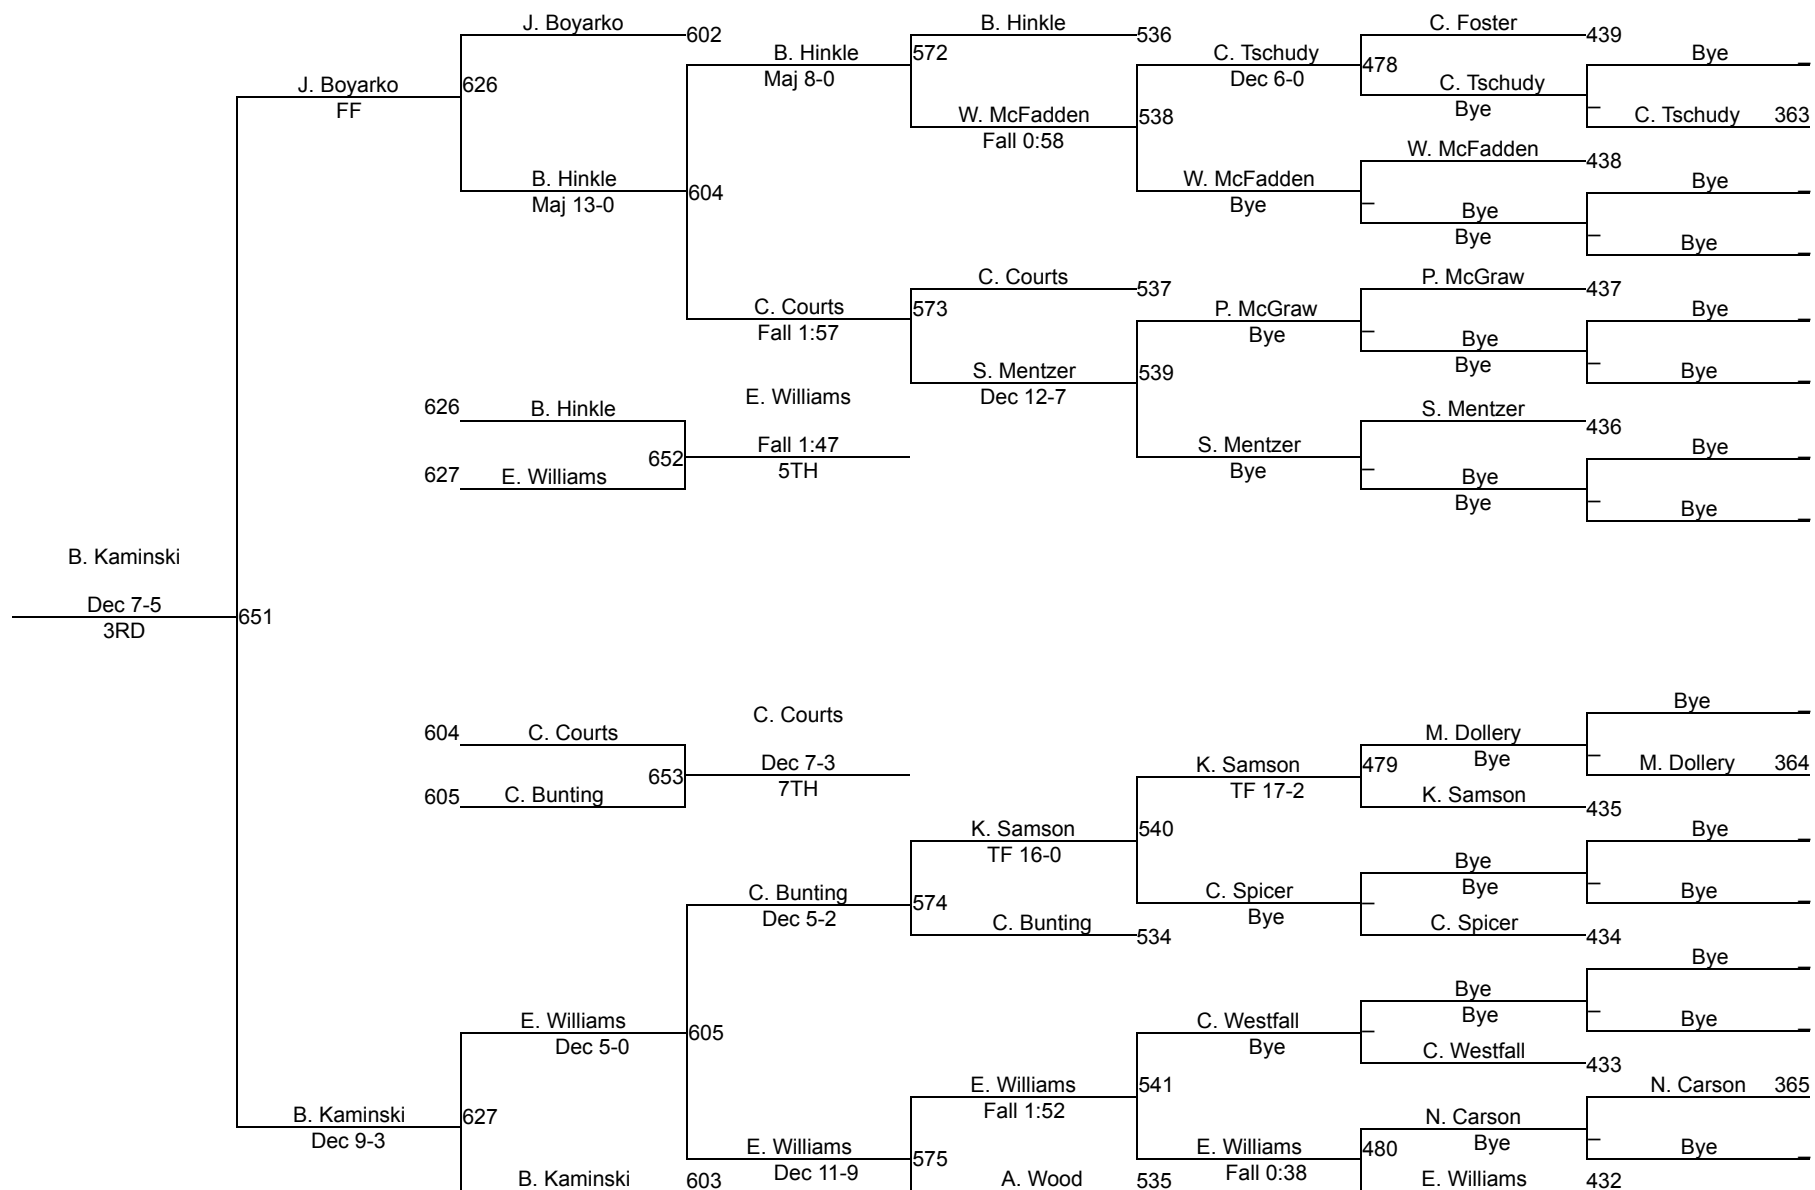 J. Boyarko 602 B. Hinkle 536 C. Foster 439
B. Hinkle 572 C. Tschudy 478 Bye
Maj 8-0 Dec 6-0
J. Boyarko 626 C. Tschudy
FF Bye
W. McFadden 538 C. Tschudy 363
Fall 0:58
W. McFadden 438
B. Hinkle 604 W. McFadden Bye
Maj 13-0 Bye
Bye
Bye Bye
C. Courts 537 P. McGraw 437
C. Courts 573 P. McGraw Bye
Fall 1:57 Bye
Bye
Bye Bye
S. Mentzer 539
Dec 12-7
E. Williams
626 B. Hinkle S. Mentzer 436
652 Fall 1:47 S. Mentzer Bye
5TH Bye
627 E. Williams Bye
Bye Bye
B. Kaminski
Dec 7-5 651
3RD
Bye
C. Courts
604 C. Courts M. Dollery
Bye
653 Dec 7-3 K. Samson 479 M. Dollery 364
7TH TF 17-2
605 C. Bunting K. Samson 435
K. Samson 540 Bye
TF 16-0
Bye
C. Bunting 574 C. Spicer Bye Bye
Dec 5-2 Bye
C. Bunting 534 C. Spicer 434
Bye
Bye
E. Williams 605 C. Westfall Bye Bye
Dec 5-0 Bye
C. Westfall 433
E. Williams 541 N. Carson 365
Fall 1:52
B. Kaminski 627 N. Carson
Dec 9-3 Bye
E. Williams 575 E. Williams 480 Bye
Dec 11-9 Fall 0:38
B. Kaminski 603 A. Wood 535 E. Williams 432